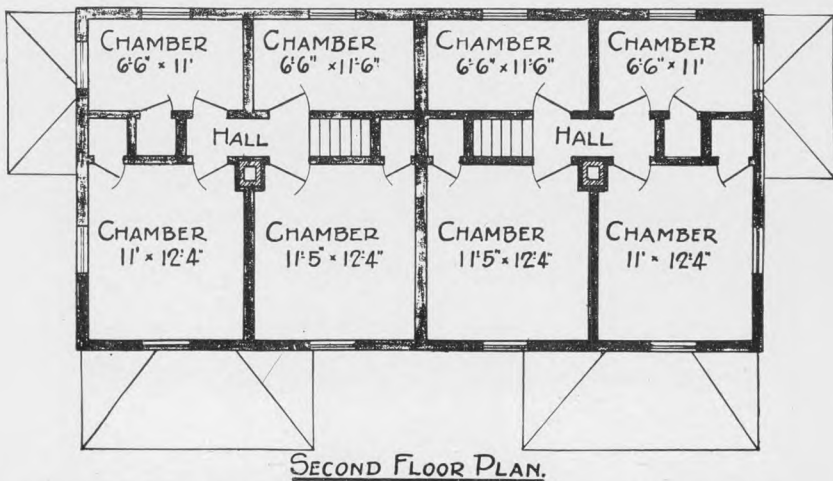 CHAMBER
6'-6" × 11'
CHAMBER
6'-6" × 11'-6"
CHAMBER
6'-6" × 11'-6"
CHAMBER
6'-6" × 11'
HALL
HALL
CHAMBER
11' × 12'-4"
CHAMBER
11'-5" × 12'-4"
CHAMBER
11'-5" × 12'-4"
CHAMBER
11' × 12'-4"
SECOND FLOOR PLAN.